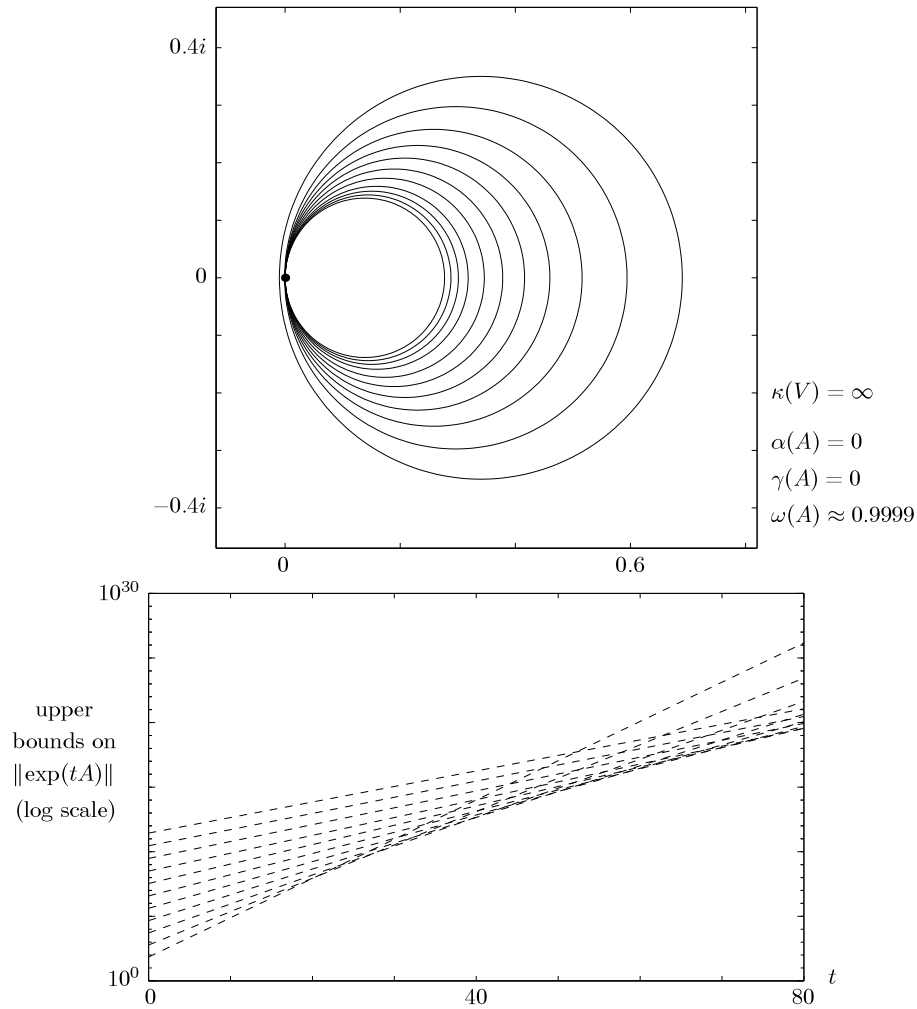 0.4i
0
−0.4i
0
0.6
κ(V) = ∞
α(A) = 0
γ(A) = 0
ω(A) ≈ 0.9999
10^30
upper
bounds on
‖exp(tA)‖
(log scale)
10^0
0
40
80
t